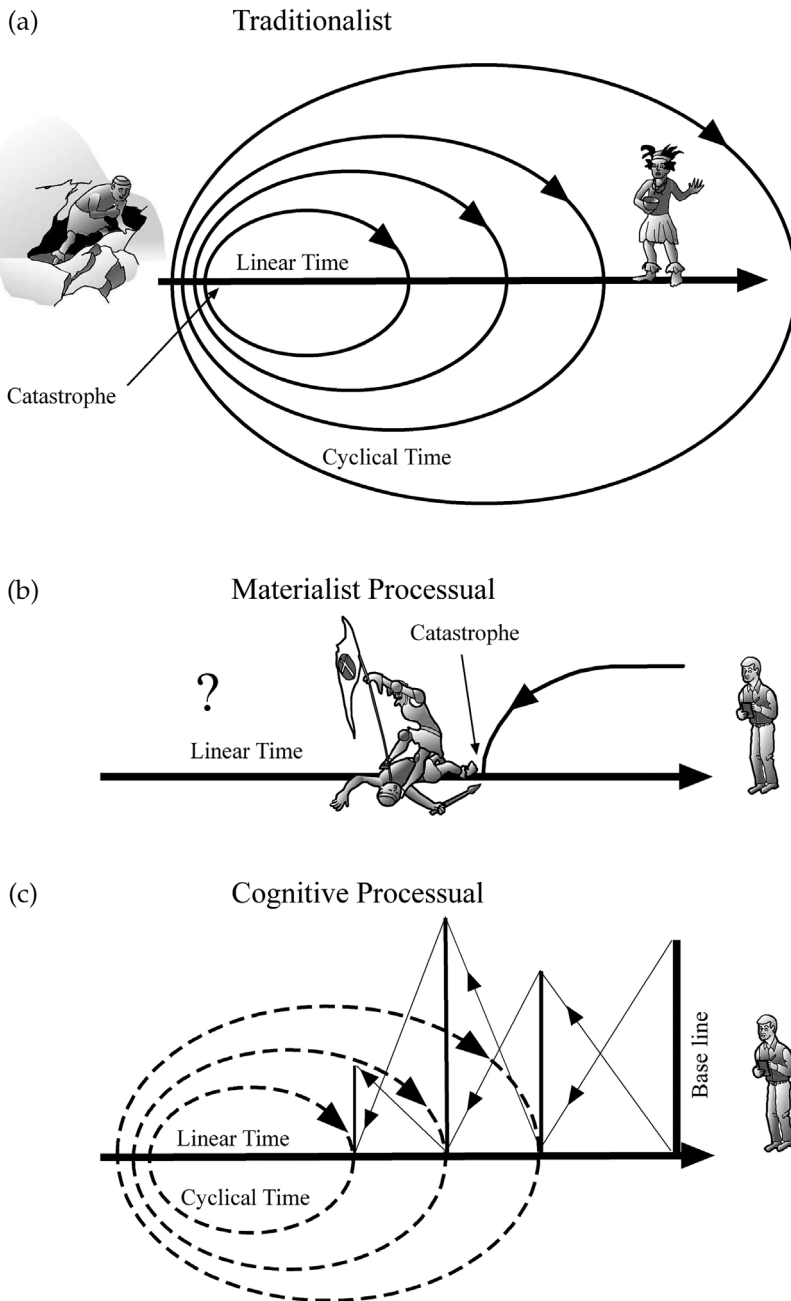 (a)
Traditionalist
Linear Time
Catastrophe
Cyclical Time
(b)
Materialist Processual
Catastrophe
?
Linear Time
(c)
Cognitive Processual
Base line
Linear Time
Cyclical Time